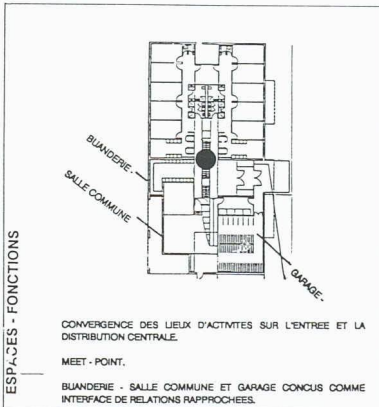 BUANDERIE -
SALLE COMMUNE
GARAGE -
ESPACES - FONCTIONS
CONVERGENCE DES LIEUX D'ACTIVITES SUR L'ENTREE ET LA
DISTRIBUTION CENTRALE.
MEET - POINT.
BUANDERIE - SALLE COMMUNE ET GARAGE CONCUS COMME
INTERFACE DE RELATIONS RAPPROCHEES.